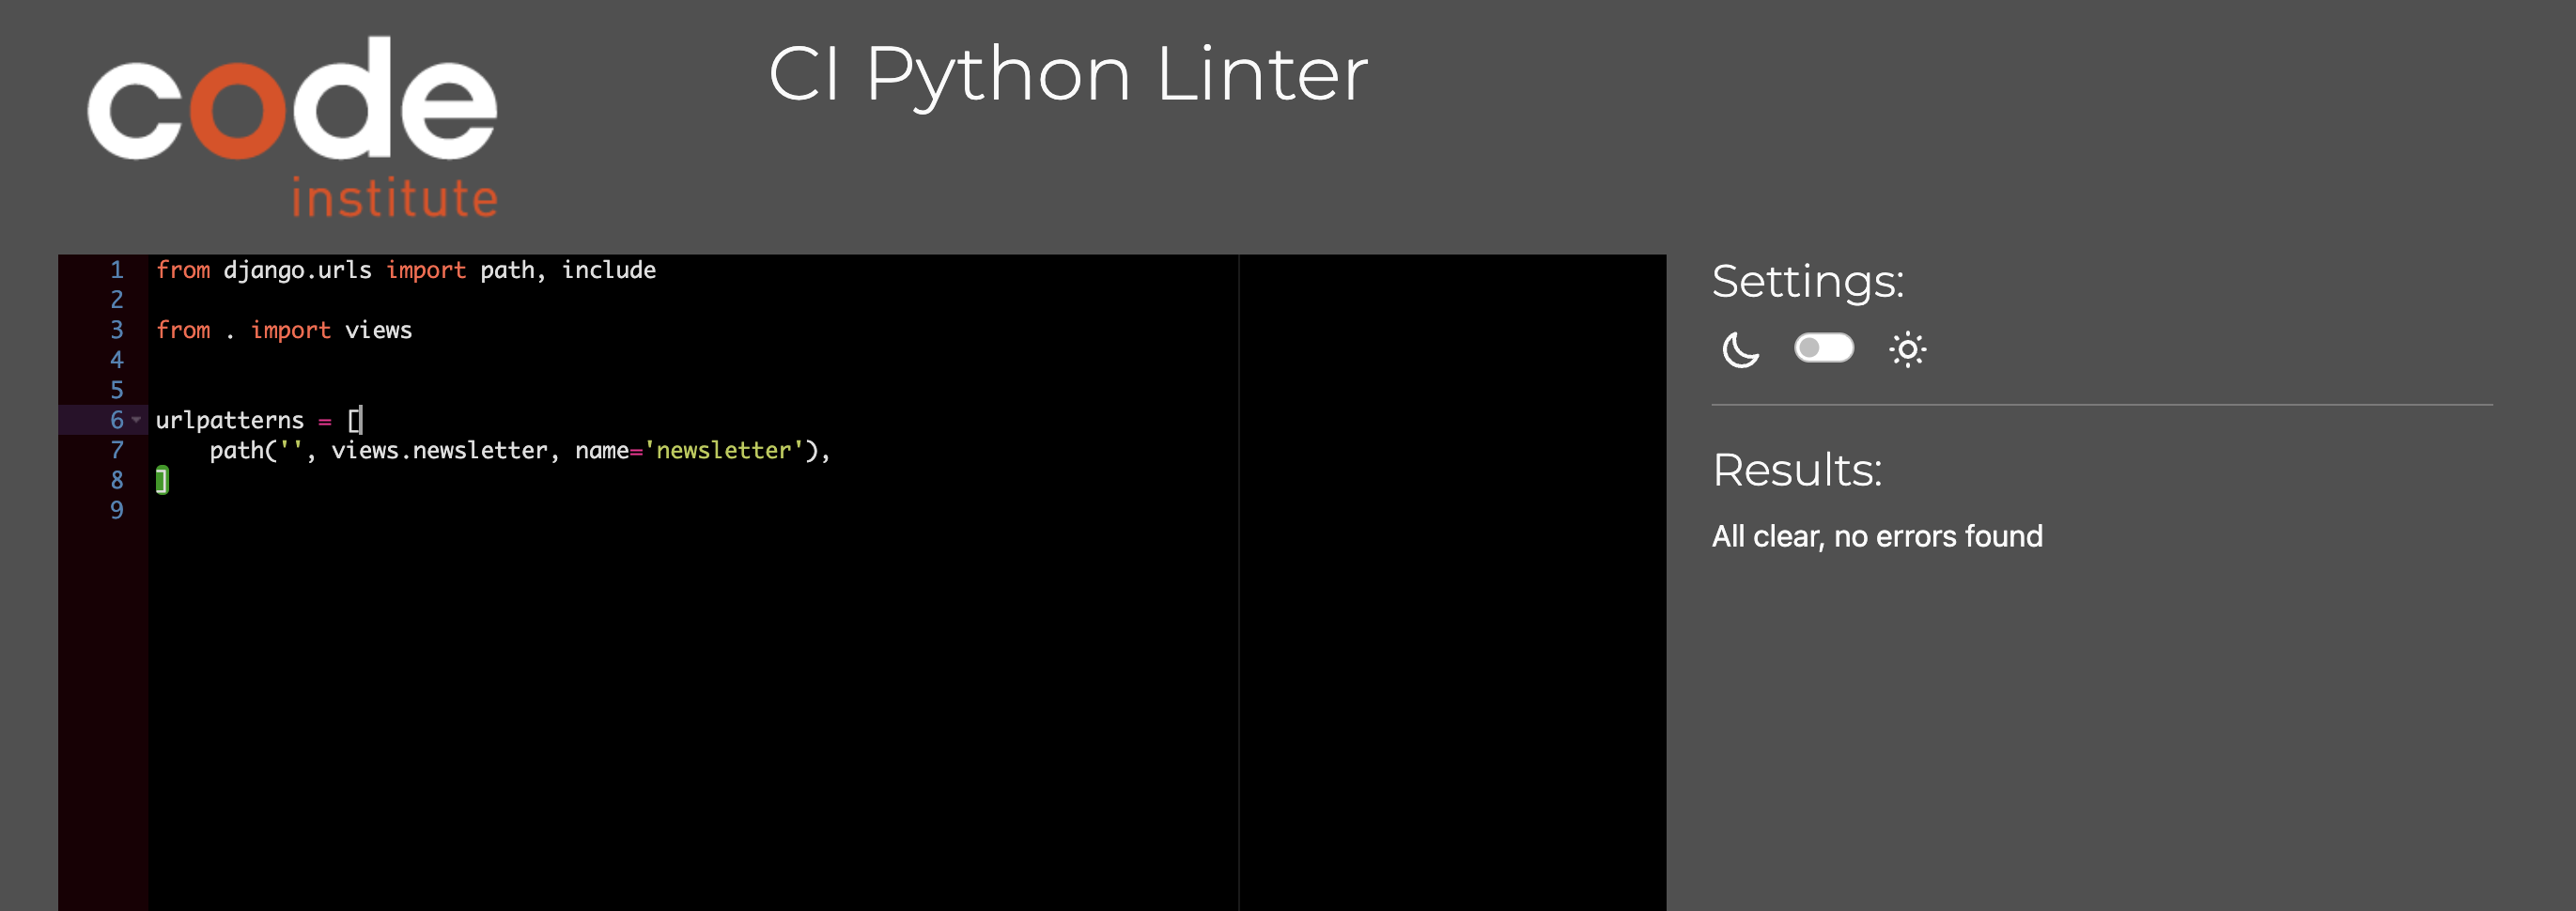 code
institute
CI Python Linter
1 from django.urls import path, include
2
3 from . import views
4
5
6 urlpatterns = [
7     path('', views.newsletter, name='newsletter'),
8 ]
9
Settings:
Results:
All clear, no errors found